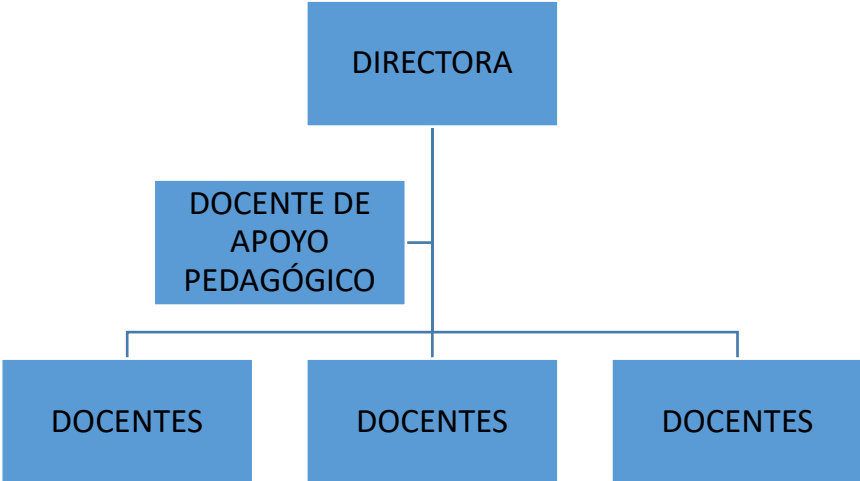 DIRECTORA
DOCENTE DE
APOYO
PEDAGÓGICO
DOCENTES
DOCENTES
DOCENTES